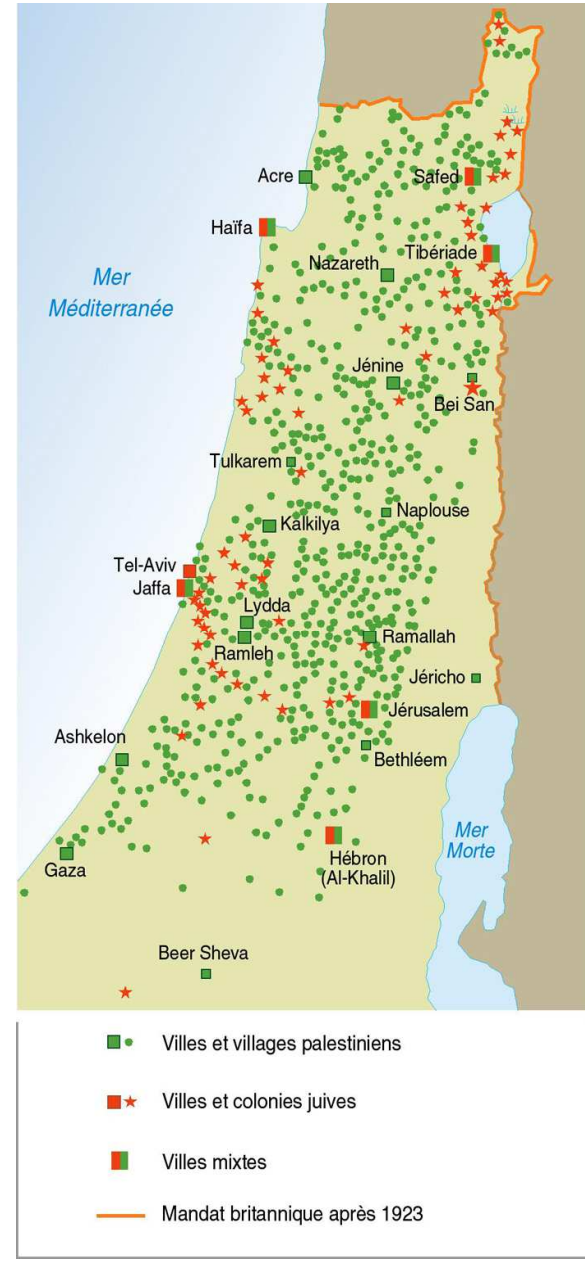 Acre
Safed
Haïfa
Tibériade
Nazareth
Mer
Méditerranée
Jénine
Bei San
Tulkarem
Naplouse
Kalkilya
Tel-Aviv
Jaffa
Lydda
Ramallah
Ramleh
Jéricho
Jérusalem
Ashkelon
Bethléem
Mer
Morte
Hébron
(Al-Khalil)
Gaza
Beer Sheva
Villes et villages palestiniens
Villes et colonies juives
Villes mixtes
Mandat britannique après 1923